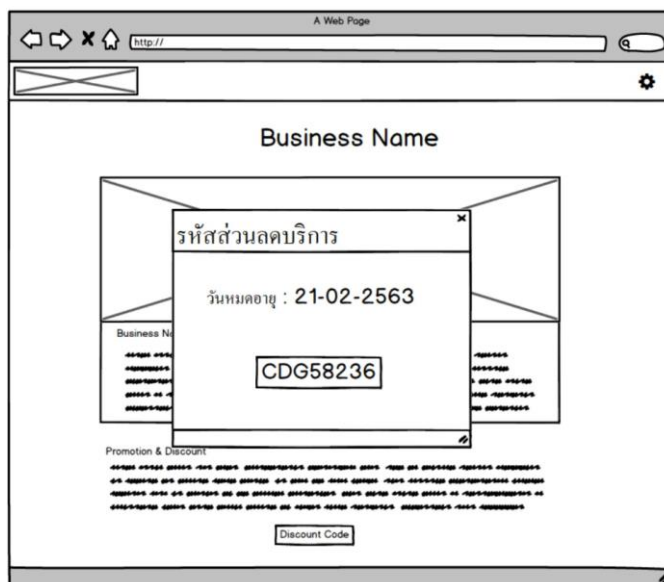 A Web Page
http://
Business Name
รหัสส่วนลดบริการ
วันหมดอายุ : 21-02-2563
Business
CDG58236
Promotion & Discount
Discount Code